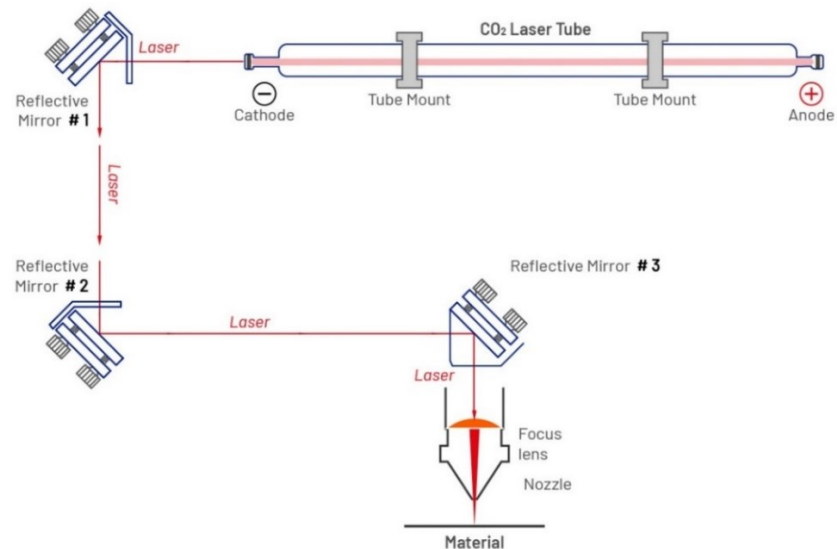 Laser
CO₂ Laser Tube
Reflective
Mirror #1
Cathode
Tube Mount
Tube Mount
Anode
Laser
Reflective
Mirror #2
Reflective Mirror #3
Laser
Laser
Focus
lens
Nozzle
Material